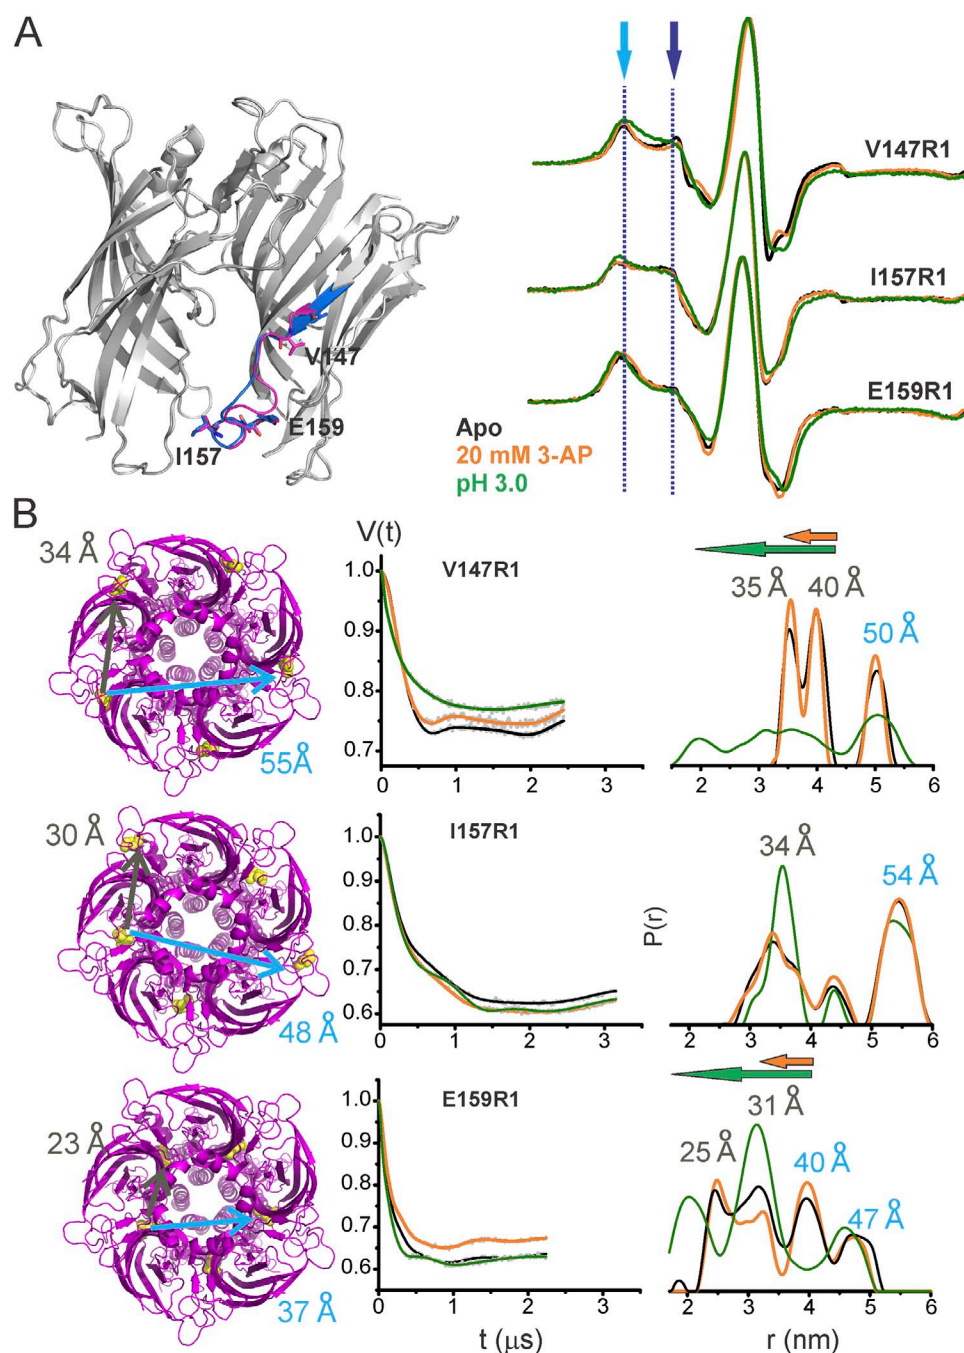 A
V147R1
I157R1
E159R1
V147
E159
I157
Apo
20 mM 3-AP
pH 3.0
B
34 Å
55Å
V(t)
V147R1
1.0
0.9
0.8
0.7
0 1 2 3
35 Å 40 Å
50 Å
2 3 4 5 6
30 Å
48 Å
I157R1
1.0
0.9
0.8
0.7
0.6
0 1 2 3
P(r)
34 Å
54 Å
2 3 4 5 6
23 Å
37 Å
E159R1
1.0
0.9
0.8
0.7
0.6
0 1 2 3
t (μs)
31 Å
25 Å
40 Å
47 Å
2 3 4 5 6
r (nm)